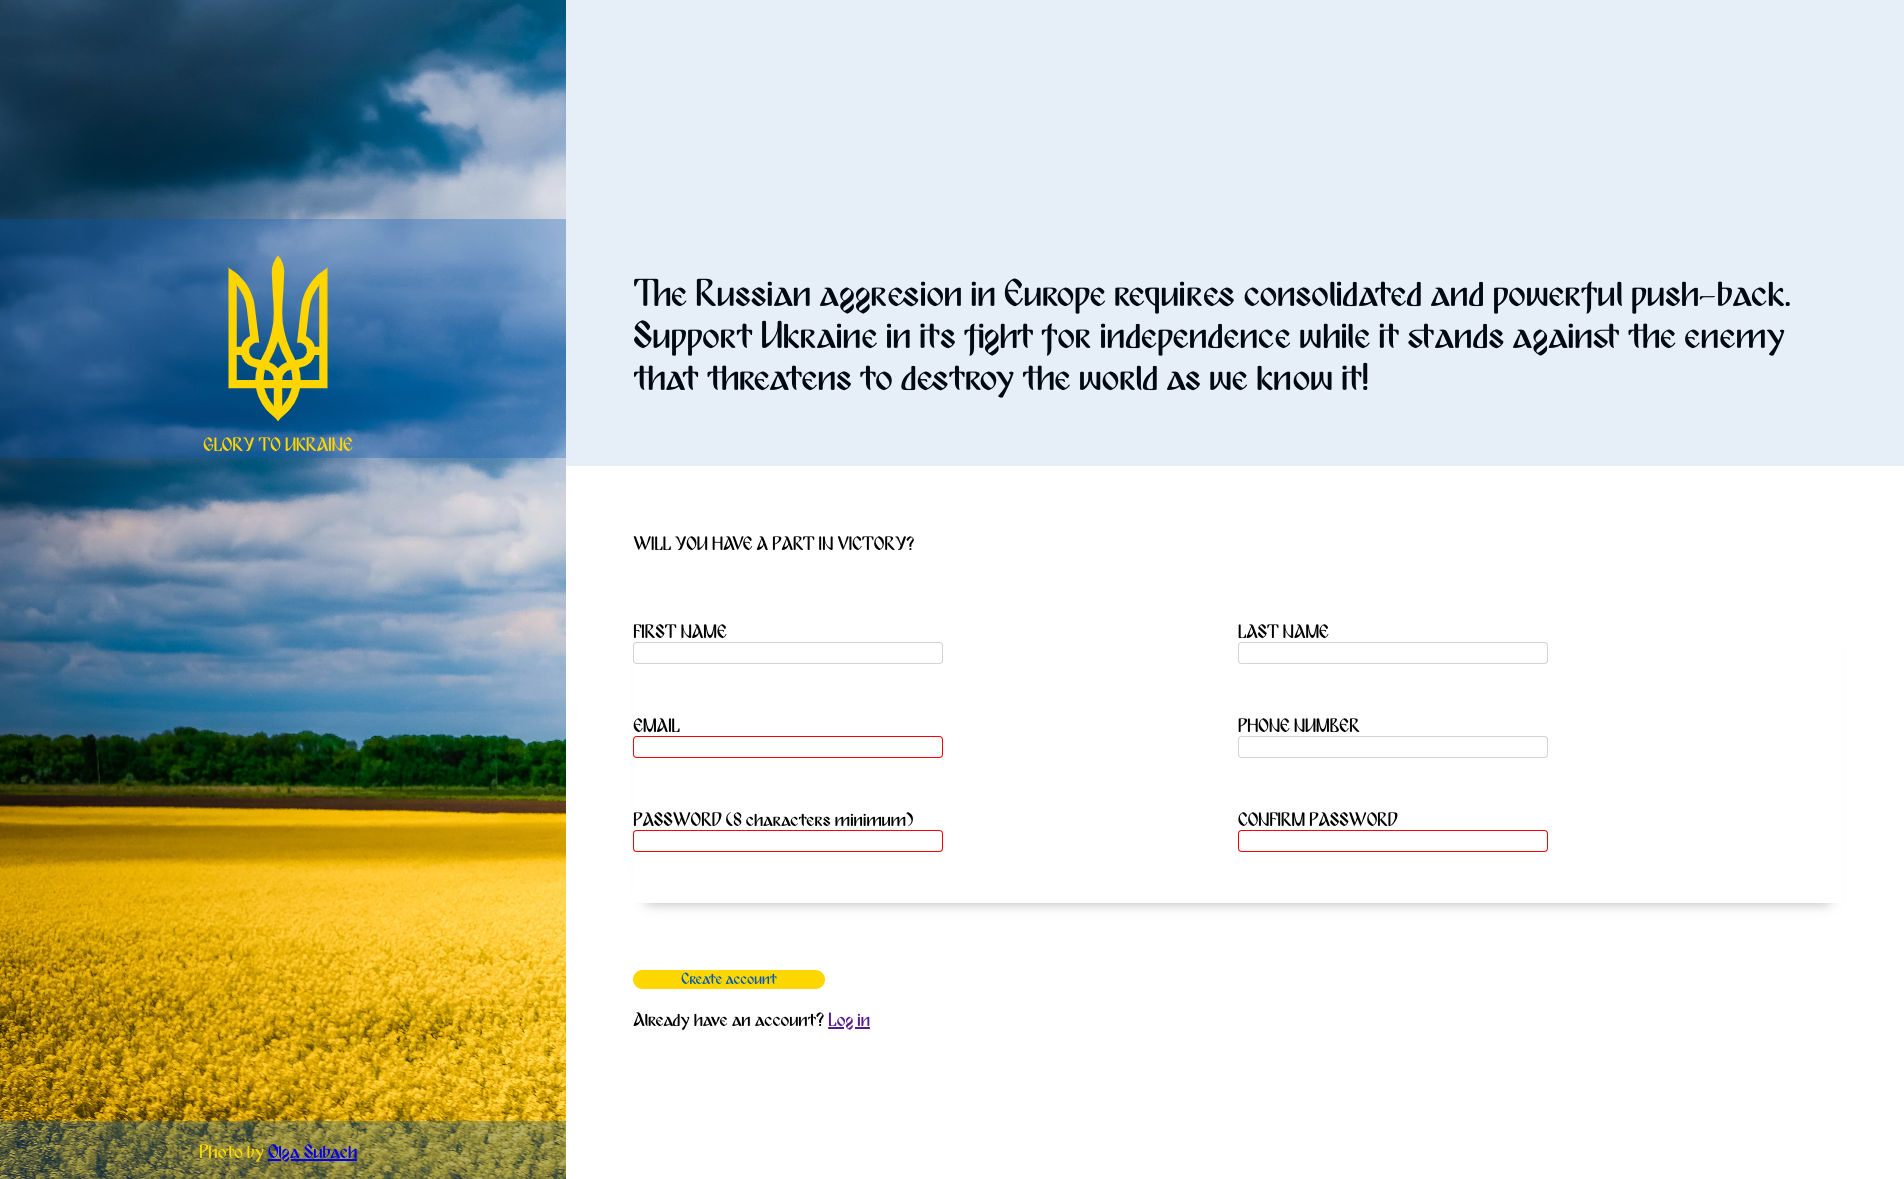 GLORY TO UKRAINE
Photo by Olga Subach
The Russian aggresion in Europe requires consolidated and powerful push-back.
Support Ukraine in its fight for independence while it stands against the enemy
that threatens to destroy the world as we know it!
WILL YOU HAVE A PART IN VICTORY?
FIRST NAME
LAST NAME
EMAIL
PHONE NUMBER
PASSWORD (8 characters minimum)
CONFIRM PASSWORD
Create account
Already have an account? Log in